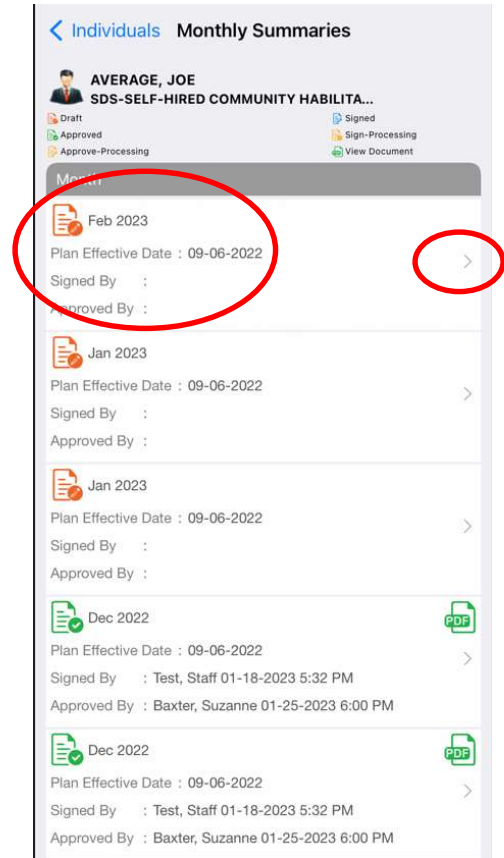 Individuals Monthly Summaries
AVERAGE, JOE
SDS-SELF-HIRED COMMUNITY HABILITA...
Draft Signed
Approved Sign-Processing
Approve-Processing View Document
Month
Feb 2023
Plan Effective Date : 09-06-2022
Signed By :
Approved By :
Jan 2023
Plan Effective Date : 09-06-2022
Signed By :
Approved By :
Jan 2023
Plan Effective Date : 09-06-2022
Signed By :
Approved By :
Dec 2022 PDF
Plan Effective Date : 09-06-2022
Signed By : Test, Staff 01-18-2023 5:32 PM
Approved By : Baxter, Suzanne 01-25-2023 6:00 PM
Dec 2022 PDF
Plan Effective Date : 09-06-2022
Signed By : Test, Staff 01-18-2023 5:32 PM
Approved By : Baxter, Suzanne 01-25-2023 6:00 PM